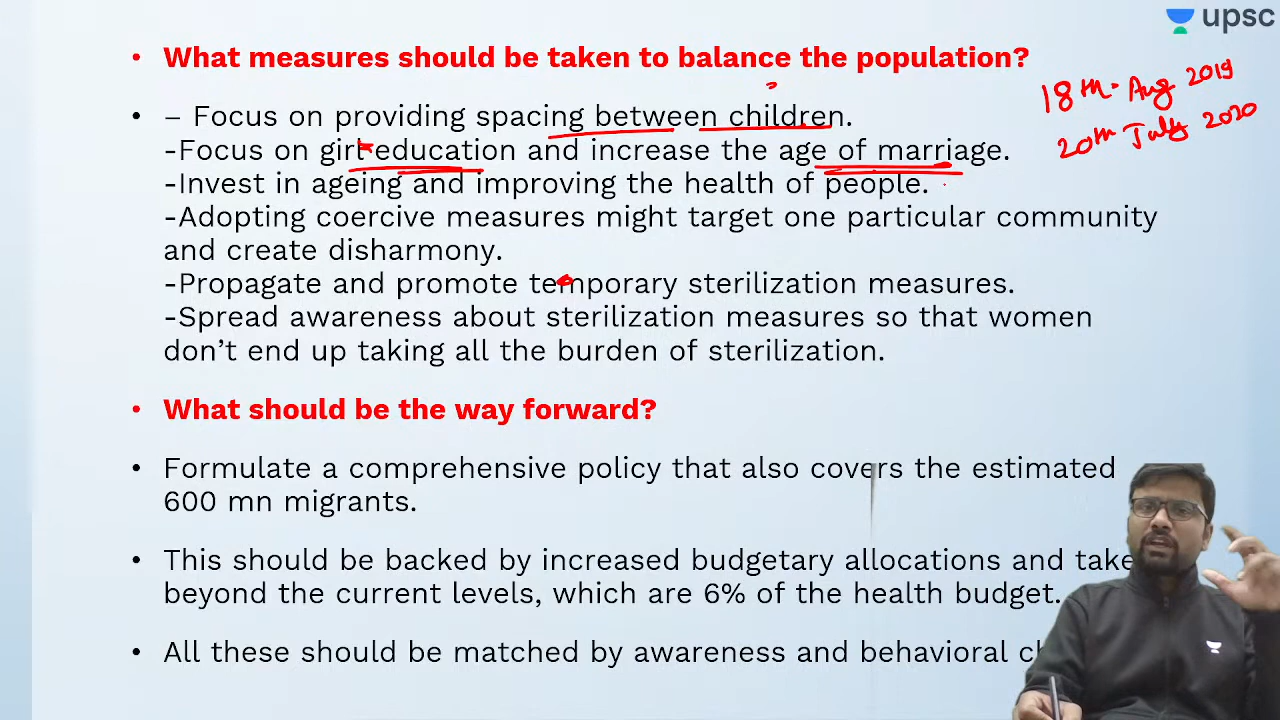 upsc
• What measures should be taken to balance the population?
18th Aug 2019
20th July 2020
• – Focus on providing spacing between children.
-Focus on girl education and increase the age of marriage.
-Invest in ageing and improving the health of people.
-Adopting coercive measures might target one particular community
and create disharmony.
-Propagate and promote temporary sterilization measures.
-Spread awareness about sterilization measures so that women
don’t end up taking all the burden of sterilization.
• What should be the way forward?
• Formulate a comprehensive policy that also covers the estimated
600 mn migrants.
• This should be backed by increased budgetary allocations and take
beyond the current levels, which are 6% of the health budget.
• All these should be matched by awareness and behavioral